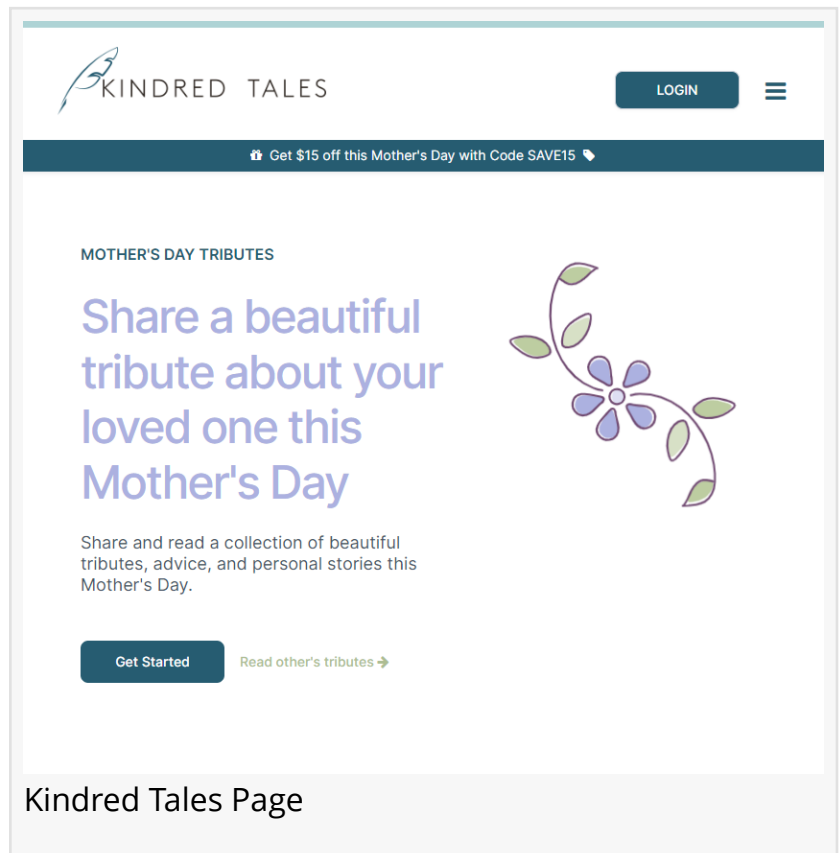 KINDRED TALES
LOGIN
Get $15 off this Mother's Day with Code SAVE15
MOTHER'S DAY TRIBUTES
Share a beautiful
tribute about your
loved one this
Mother's Day
Share and read a collection of beautiful
tributes, advice, and personal stories this
Mother's Day.
Get Started
Read other's tributes
Kindred Tales Page